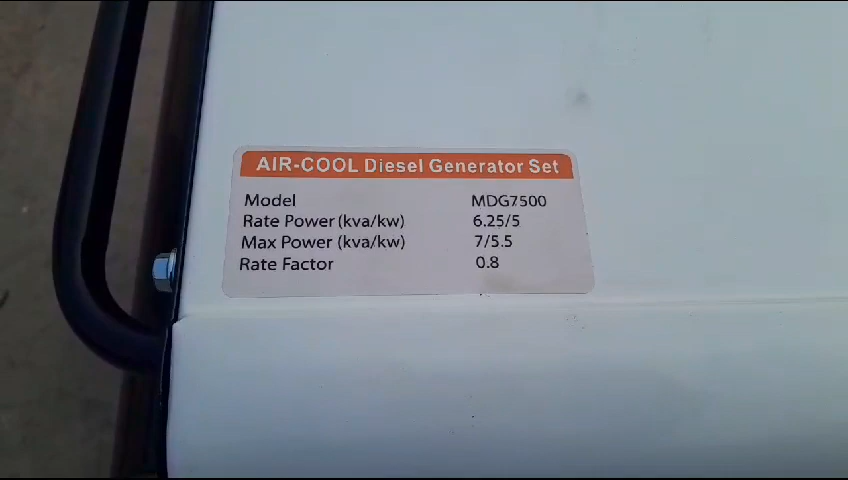 AIR-COOL Diesel Generator Set
Model MDG7500
Rate Power (kva/kw) 6.25/5
Max Power (kva/kw) 7/5.5
Rate Factor 0.8